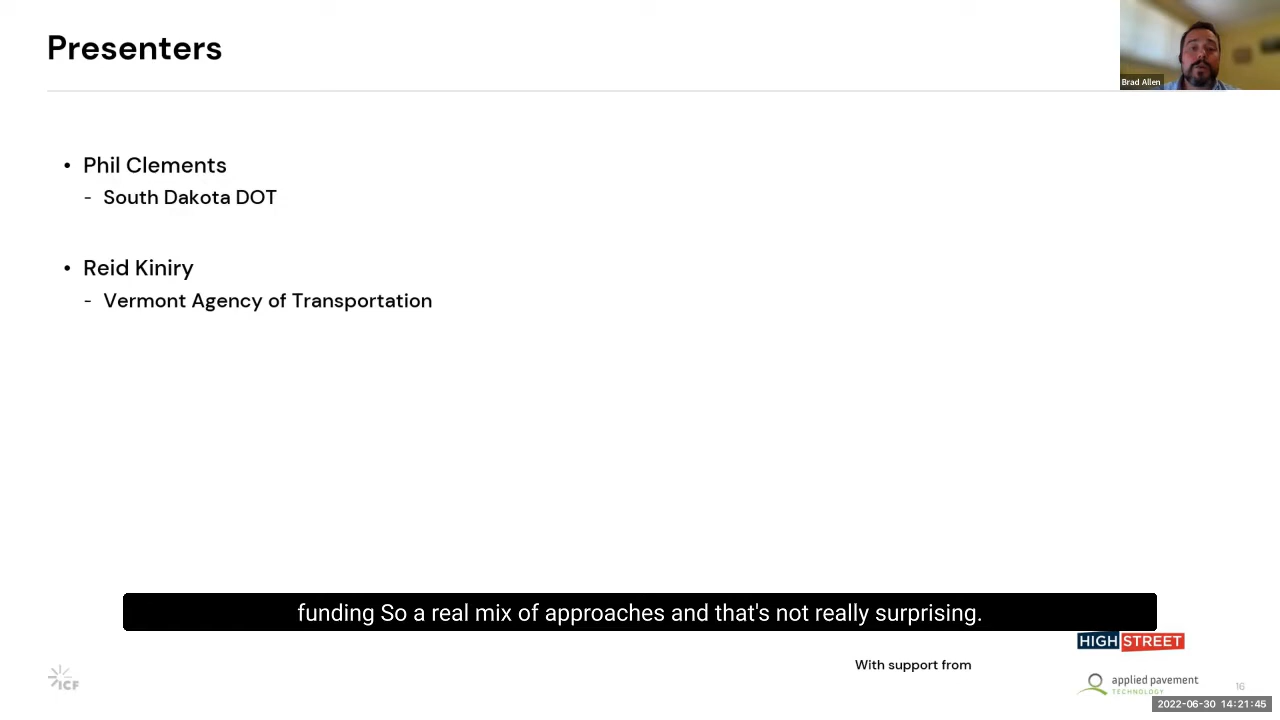 Presenters
Brad Allen
• Phil Clements
- South Dakota DOT
• Reid Kiniry
- Vermont Agency of Transportation
funding So a real mix of approaches and that's not really surprising.
HIGH STREET
With support from
ICF
applied pavement
TECHNOLOGY
16
2022-06-30 14:21:45